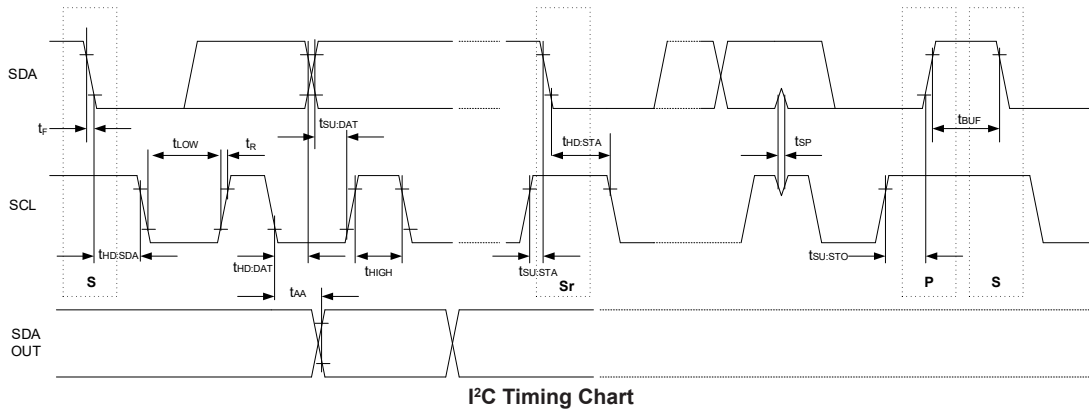 SDA
tF
tLOW
tR
tSU:DAT
tHD:STA
tSP
tBUF
SCL
tHD:SDA
tHD:DAT
tHIGH
tSU:STA
tSU:STO
S
Sr
P
S
tAA
SDA
OUT
I²C Timing Chart